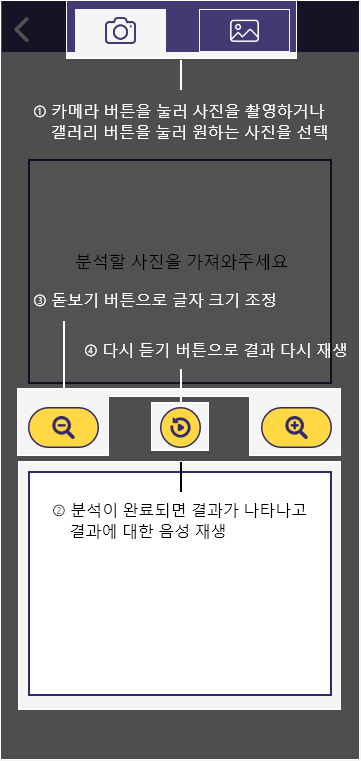 ① 카메라 버튼을 눌러 사진을 촬영하거나
갤러리 버튼을 눌러 원하는 사진을 선택
분석할 사진을 가져와주세요
③ 돋보기 버튼으로 글자 크기 조정
④ 다시 듣기 버튼으로 결과 다시 재생
② 분석이 완료되면 결과가 나타나고
결과에 대한 음성 재생